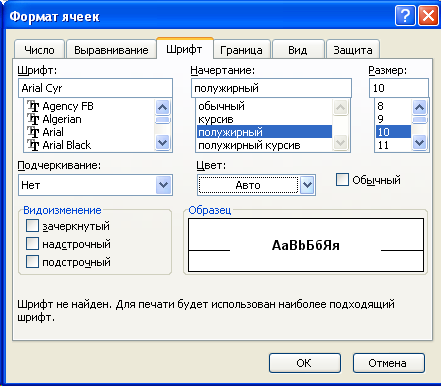 Формат ячеек
Число Выравнивание Шрифт Граница Вид Защита
Шрифт: Начертание: Размер:
Arial Cyr полужирный 10
Agency FB обычный 8
Algerian курсив 9
Arial полужирный 10
Arial Black полужирный курсив 11
Подчеркивание: Цвет:
Нет Авто Обычный
Видоизменение Образец
зачеркнутый
надстрочный АаВbБбЯя
подстрочный
Шрифт не найден. Для печати будет использован наиболее подходящий
шрифт.
ОК Отмена